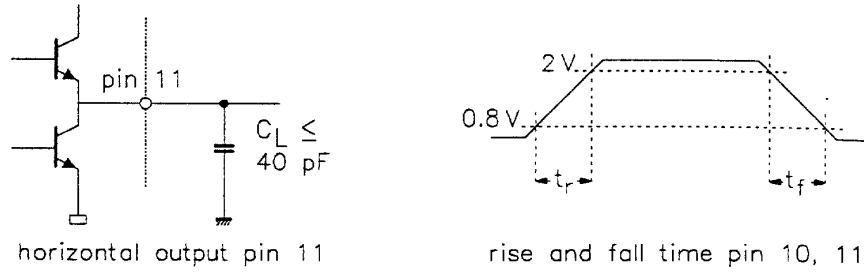 pin 11
C_L ≤
40 pF
horizontal output pin 11
2 V
0.8 V
t_r
t_f
rise and fall time pin 10, 11